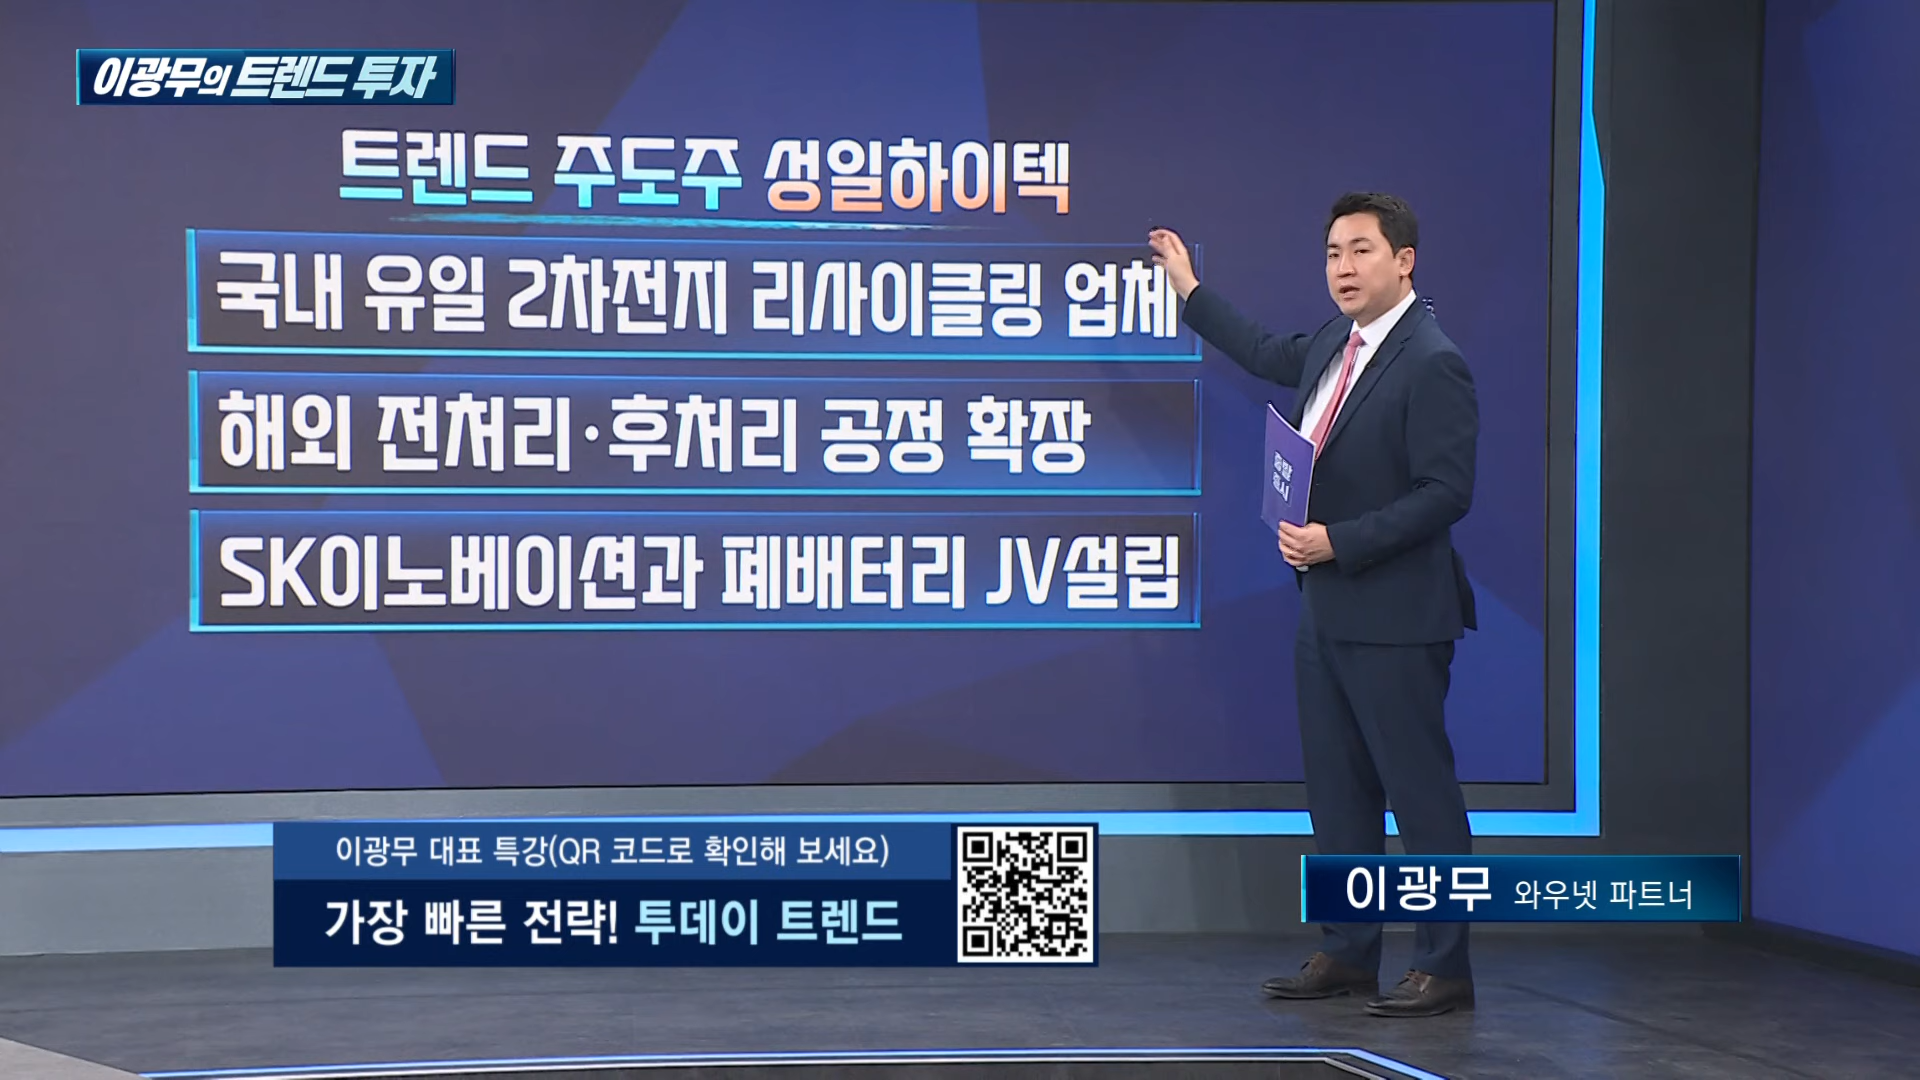 이광무의 트렌드 투자
트렌드 주도주 성일하이텍
국내 유일 2차전지 리사이클링 업체
해외 전처리·후처리 공정 확장
SK이노베이션과 폐배터리 JV설립
이광무 대표 특강(QR 코드로 확인해 보세요)
가장 빠른 전략! 투데이 트렌드
이광무 와우넷 파트너